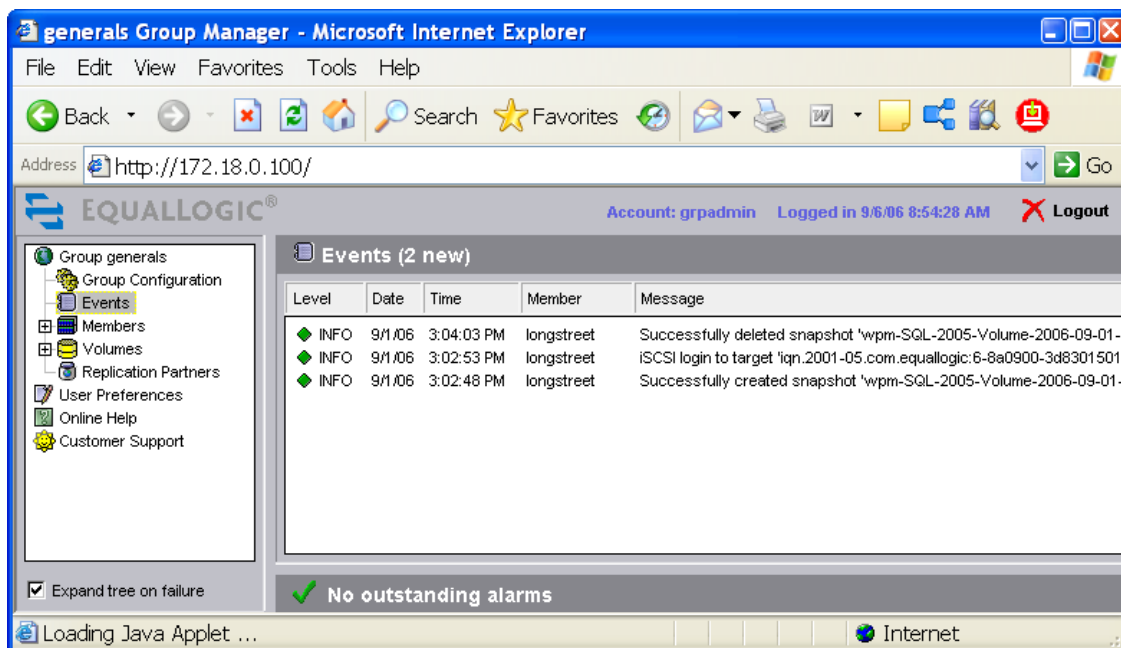 generals Group Manager - Microsoft Internet Explorer
File Edit View Favorites Tools Help
Back Search Favorites
Address http://172.18.0.100/ Go
EQUALLOGIC® Account: grpadmin Logged in 9/6/06 8:54:28 AM Logout
Group generals
Group Configuration
Events
Members
Volumes
Replication Partners
User Preferences
Online Help
Customer Support
Expand tree on failure
Events (2 new)
Level Date Time Member Message
INFO 9/1/06 3:04:03 PM longstreet Successfully deleted snapshot 'wpm-SQL-2005-Volume-2006-09-01-
INFO 9/1/06 3:02:53 PM longstreet iSCSI login to target 'iqn.2001-05.com.equallogic:6-8a0900-3d8301501
INFO 9/1/06 3:02:48 PM longstreet Successfully created snapshot 'wpm-SQL-2005-Volume-2006-09-01-
No outstanding alarms
Loading Java Applet ... Internet